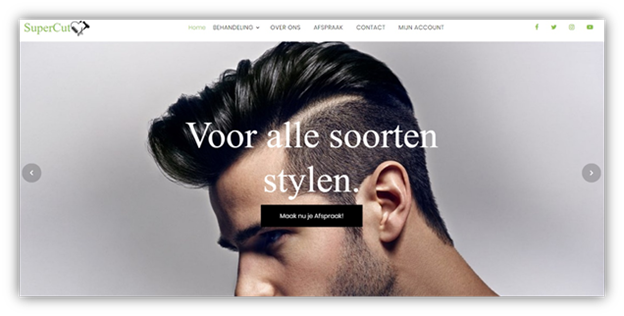 SuperCut
Home BEHANDELING OVER ONS AFSPRAAK CONTACT MIJN ACCOUNT
Voor alle soorten
stylen.
Maak nu je Afspraak!